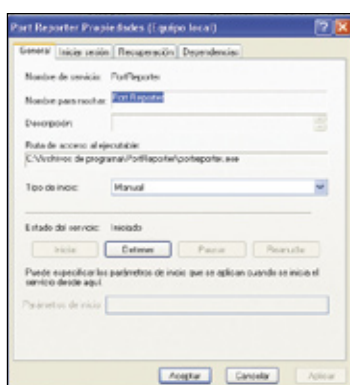 Port Reporter Propiedades (Equipo local)
General Iniciar sesión Recuperación Dependencias
Nombre de servicio: PortReporter
Nombre para mostrar: Port Reporter
Descripción:
Ruta de acceso al ejecutable:
C:\Archivos de programa\PortReporter\portreporter.exe
Tipo de inicio: Manual
Estado del servicio: Iniciado
Iniciar Detener Pausar Reanudar
Puede especificar los parámetros de inicio que se aplican cuando se inicia el
servicio desde aquí.
Parámetros de inicio:
Aceptar Cancelar Aplicar